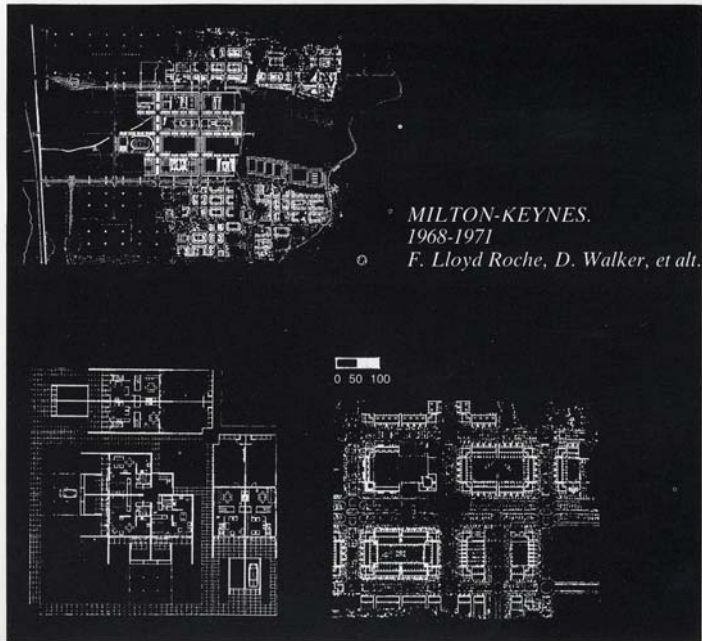 MILTON-KEYNES.
1968-1971
F. Lloyd Roche, D. Walker, et alt.
0 50 100